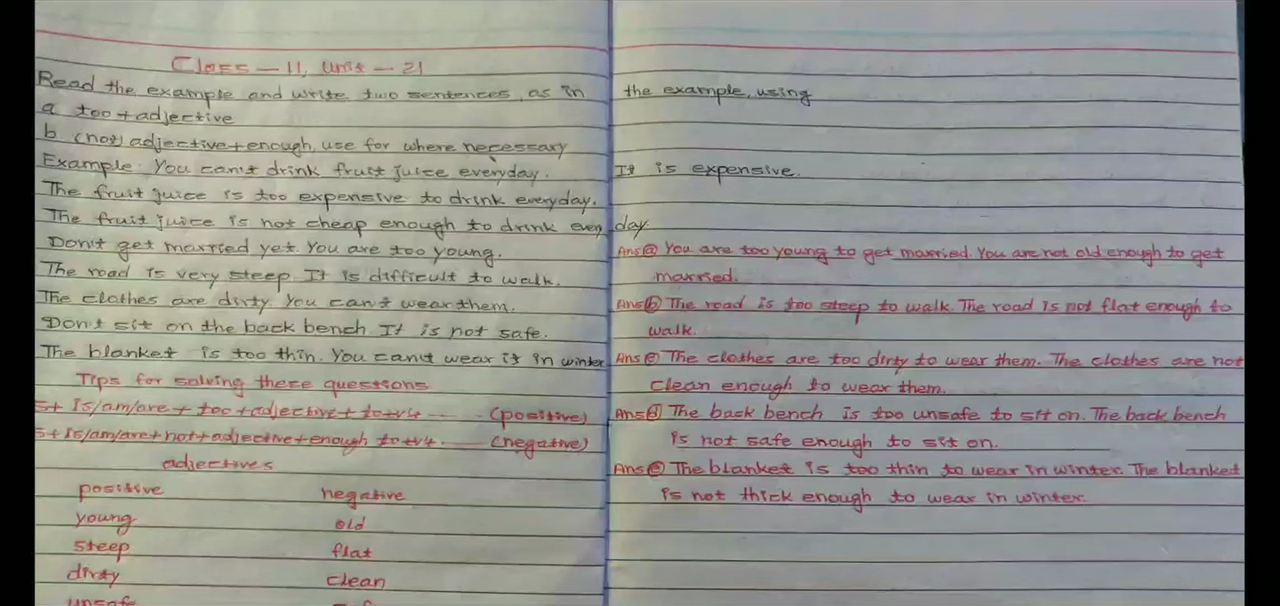 Class - 11, Unit - 21
Read the example and write two sentences, as in the example, using
a too + adjective
b (not) adjective + enough, use for where necessary
Example: You can't drink fruit juice everyday. It is expensive.
The fruit juice is too expensive to drink everyday.
The fruit juice is not cheap enough to drink every day.
Don't get married yet. You are too young.
The road is very steep. It is difficult to walk.
The clothes are dirty. You can't wear them.
Don't sit on the back bench. It is not safe.
The blanket is too thin. You can't wear it in winter
Tips for solving these questions
S+ is/am/are + too + adjective + to + v4 ...... (positive)
S+ is/am/are + not + adjective + enough to + v4 ...... (negative)
adjectives
positive negative
young old
steep flat
dirty clean
unsafe
Ans (a) You are too young to get married. You are not old enough to get
married.
Ans (b) The road is too steep to walk. The road is not flat enough to
walk.
Ans (c) The clothes are too dirty to wear them. The clothes are not
clean enough to wear them.
Ans (d) The back bench is too unsafe to sit on. The back bench
is not safe enough to sit on.
Ans (e) The blanket is too thin to wear in winter. The blanket
is not thick enough to wear in winter.